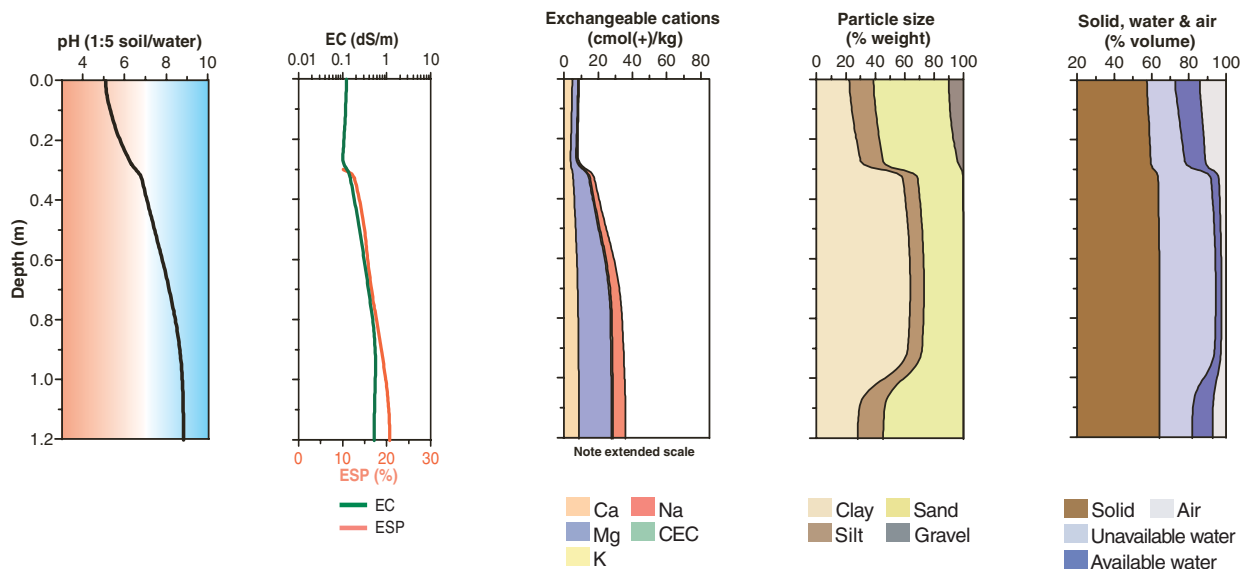 pH (1:5 soil/water)
4 6 8 10
0.0
0.2
0.4
0.6
0.8
1.0
1.2
Depth (m)
EC (dS/m)
0.01 0.1 1 10
0 10 20 30
ESP (%)
EC
ESP
Exchangeable cations
(cmol(+)/kg)
0 20 40 60 80
Note extended scale
Ca Na
Mg CEC
K
Particle size
(% weight)
0 20 40 60 80 100
Clay Sand
Silt Gravel
Solid, water & air
(% volume)
20 40 60 80 100
Solid Air
Unavailable water
Available water